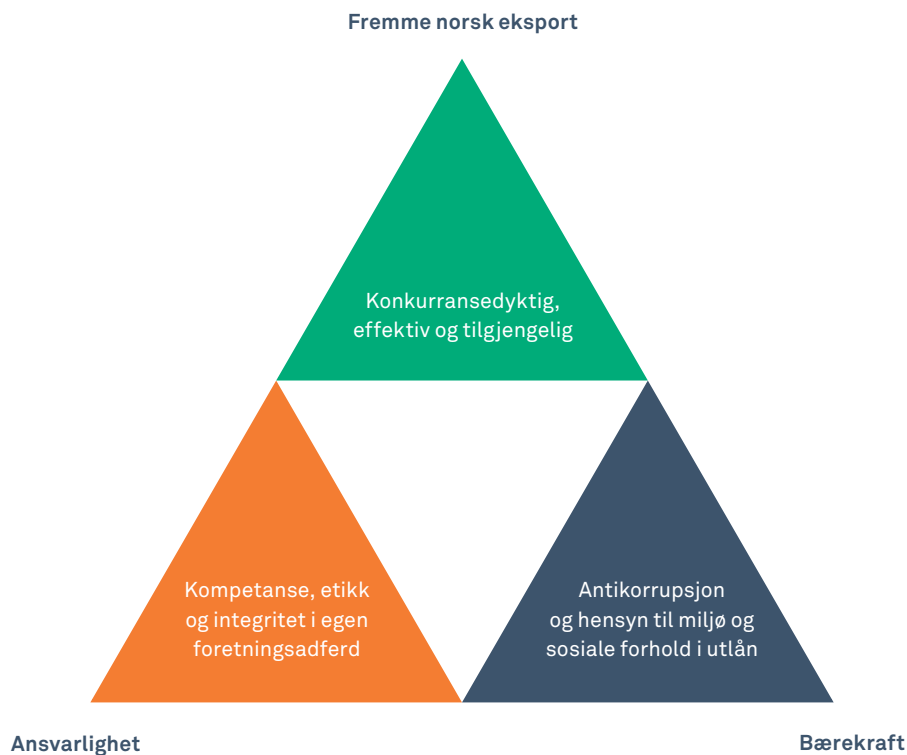 Fremme norsk eksport
Konkurransedyktig,
effektiv og tilgjengelig
Kompetanse, etikk
og integritet i egen
foretningsadferd
Antikorrupsjon
og hensyn til miljø og
sosiale forhold i utlån
Ansvarlighet
Bærekraft